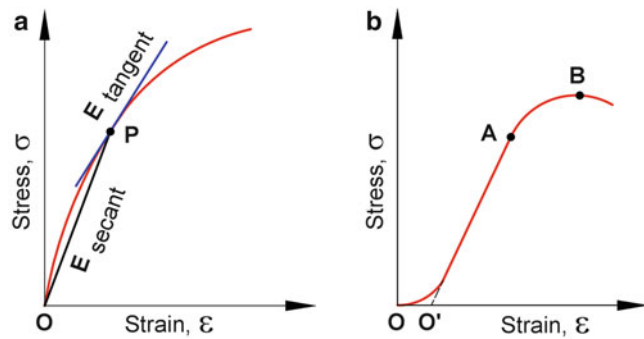 a
Stress, σ
E tangent
P
E secant
O
Strain, ε
b
Stress, σ
B
A
O O'
Strain, ε